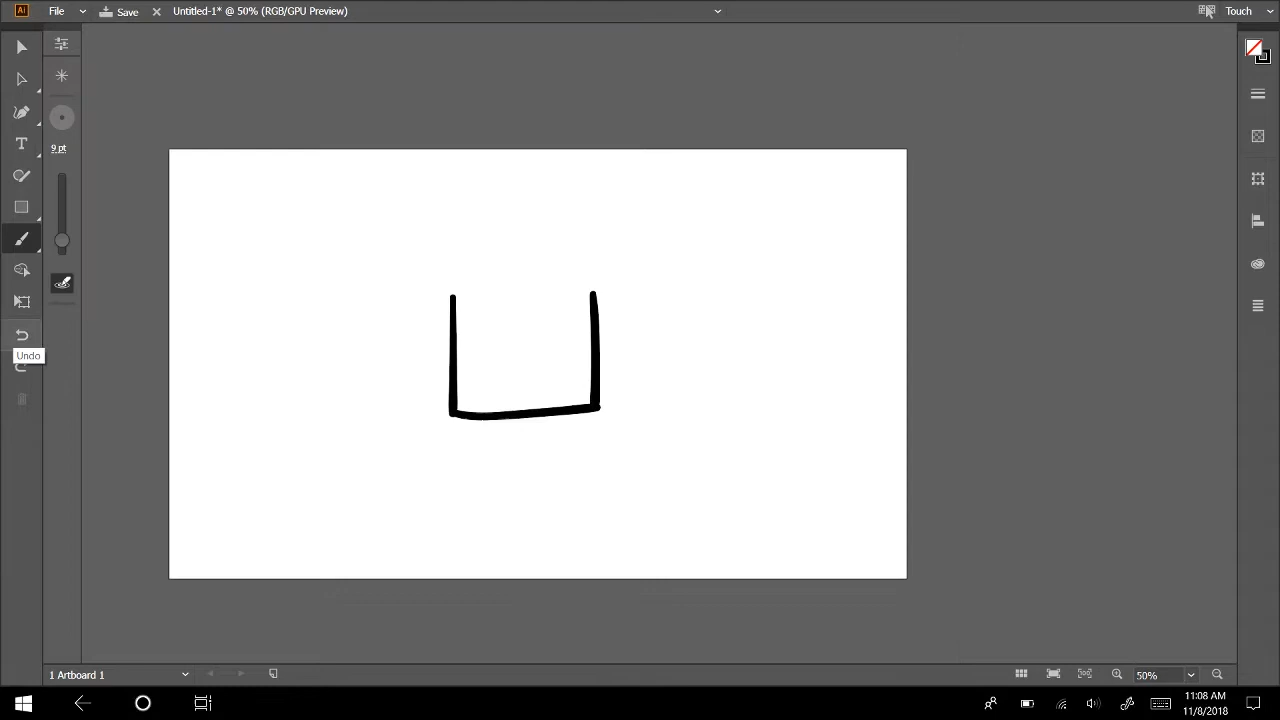 Ai File Save Untitled-1* @ 50% (RGB/GPU Preview) Touch
T
9 pt
Undo
1 Artboard 1 50%
11:08 AM
11/8/2018